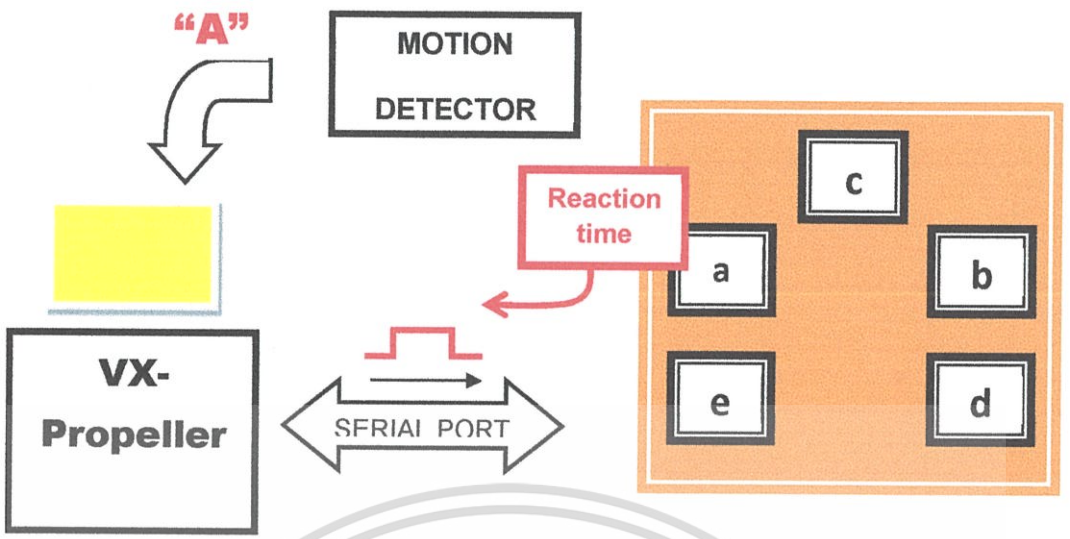 “A”
MOTION
DETECTOR
Reaction
time
c
a
b
e
d
VX-
Propeller
SERIAL PORT